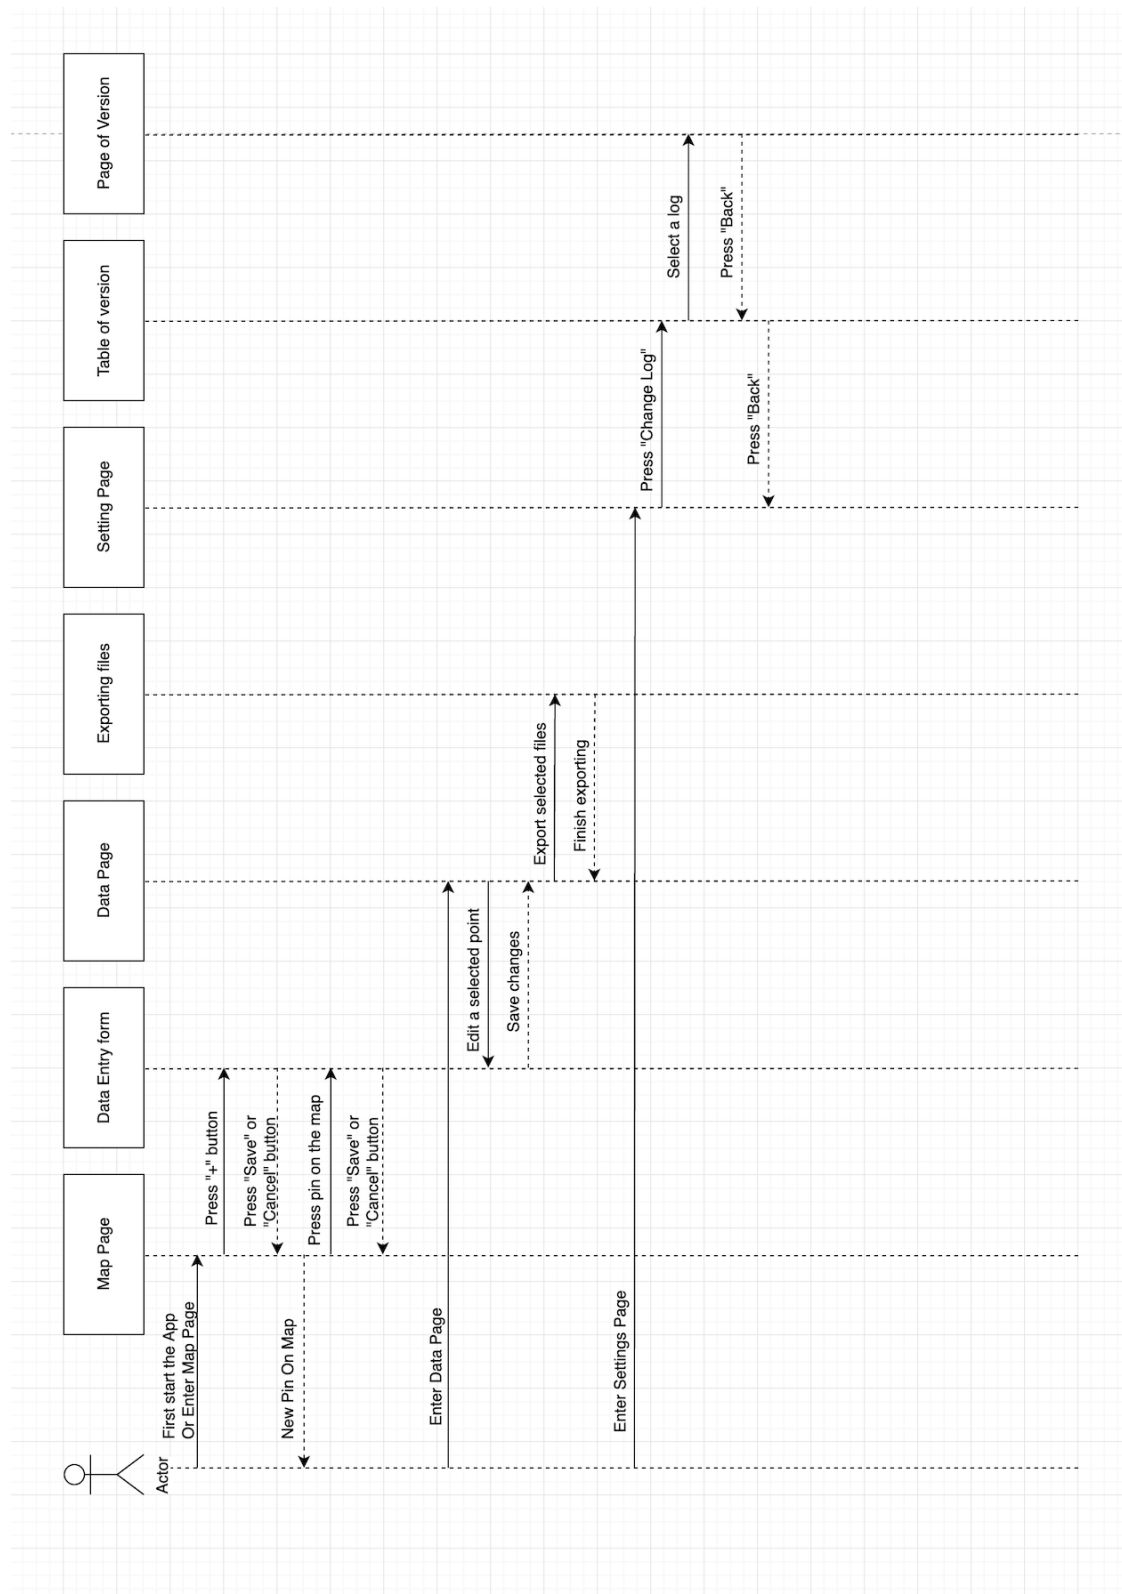 Actor
Map Page
Data Entry form
Data Page
Exporting files
Setting Page
Table of version
Page of Version
First start the App
Or Enter Map Page
Press "+" button
Press "Save" or
"Cancel" button
New Pin On Map
Press pin on the map
Press "Save" or
"Cancel" button
Enter Data Page
Edit a selected point
Save changes
Export selected files
Finish exporting
Enter Settings Page
Press "Change Log"
Select a log
Press "Back"
Press "Back"